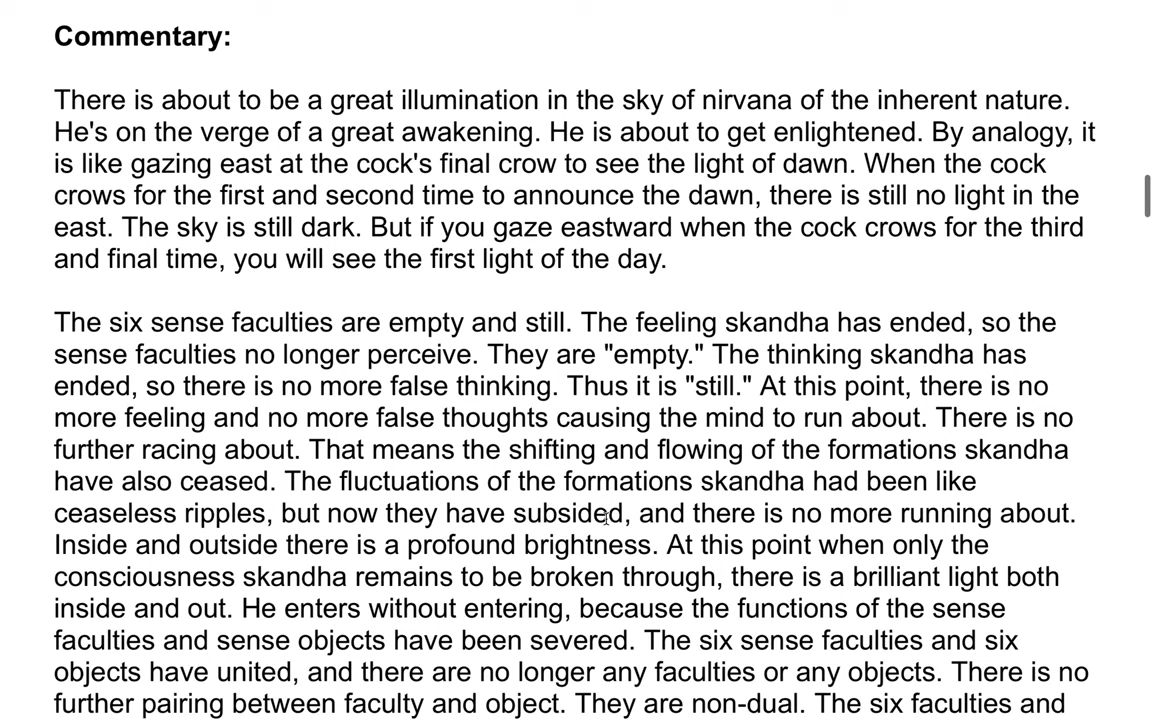 Commentary:
There is about to be a great illumination in the sky of nirvana of the inherent nature.
He's on the verge of a great awakening. He is about to get enlightened. By analogy, it
is like gazing east at the cock's final crow to see the light of dawn. When the cock
crows for the first and second time to announce the dawn, there is still no light in the
east. The sky is still dark. But if you gaze eastward when the cock crows for the third
and final time, you will see the first light of the day.
The six sense faculties are empty and still. The feeling skandha has ended, so the
sense faculties no longer perceive. They are "empty." The thinking skandha has
ended, so there is no more false thinking. Thus it is "still." At this point, there is no
more feeling and no more false thoughts causing the mind to run about. There is no
further racing about. That means the shifting and flowing of the formations skandha
have also ceased. The fluctuations of the formations skandha had been like
ceaseless ripples, but now they have subsided, and there is no more running about.
Inside and outside there is a profound brightness. At this point when only the
consciousness skandha remains to be broken through, there is a brilliant light both
inside and out. He enters without entering, because the functions of the sense
faculties and sense objects have been severed. The six sense faculties and six
objects have united, and there are no longer any faculties or any objects. There is no
further pairing between faculty and object. They are non-dual. The six faculties and